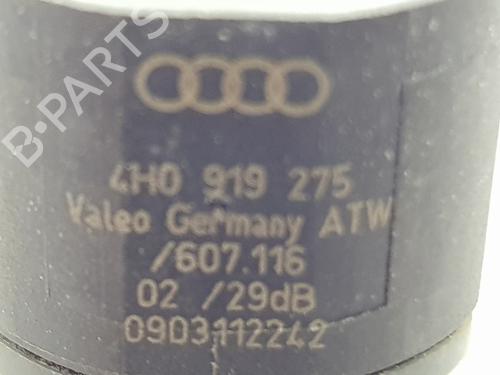 B-PARTS
4H0 919 275
Valeo Germany ATW
/607.116
02 /29dB
0903112242